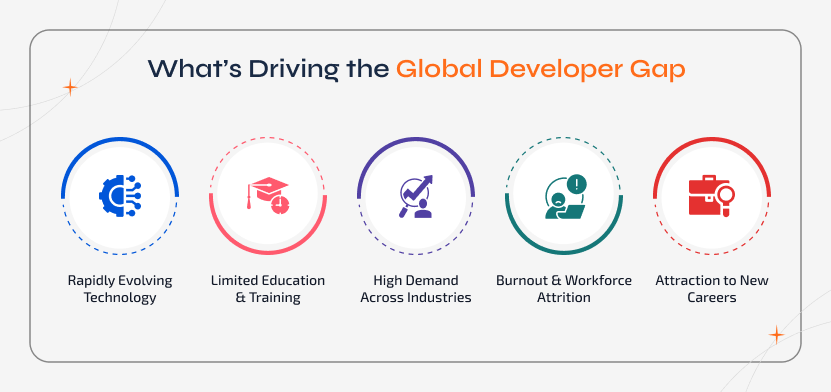 What's Driving the Global Developer Gap
Rapidly Evolving
Technology
Limited Education
& Training
High Demand
Across Industries
Burnout & Workforce
Attrition
Attraction to New
Careers